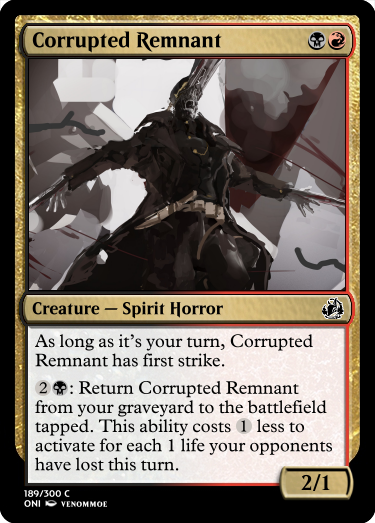 Corrupted Remnant
Creature — Spirit Horror
As long as it's your turn, Corrupted
Remnant has first strike.
2: Return Corrupted Remnant
from your graveyard to the battlefield
tapped. This ability costs 1 less to
activate for each 1 life your opponents
have lost this turn.
2/1
189/300 C
ONI VENOMMOE